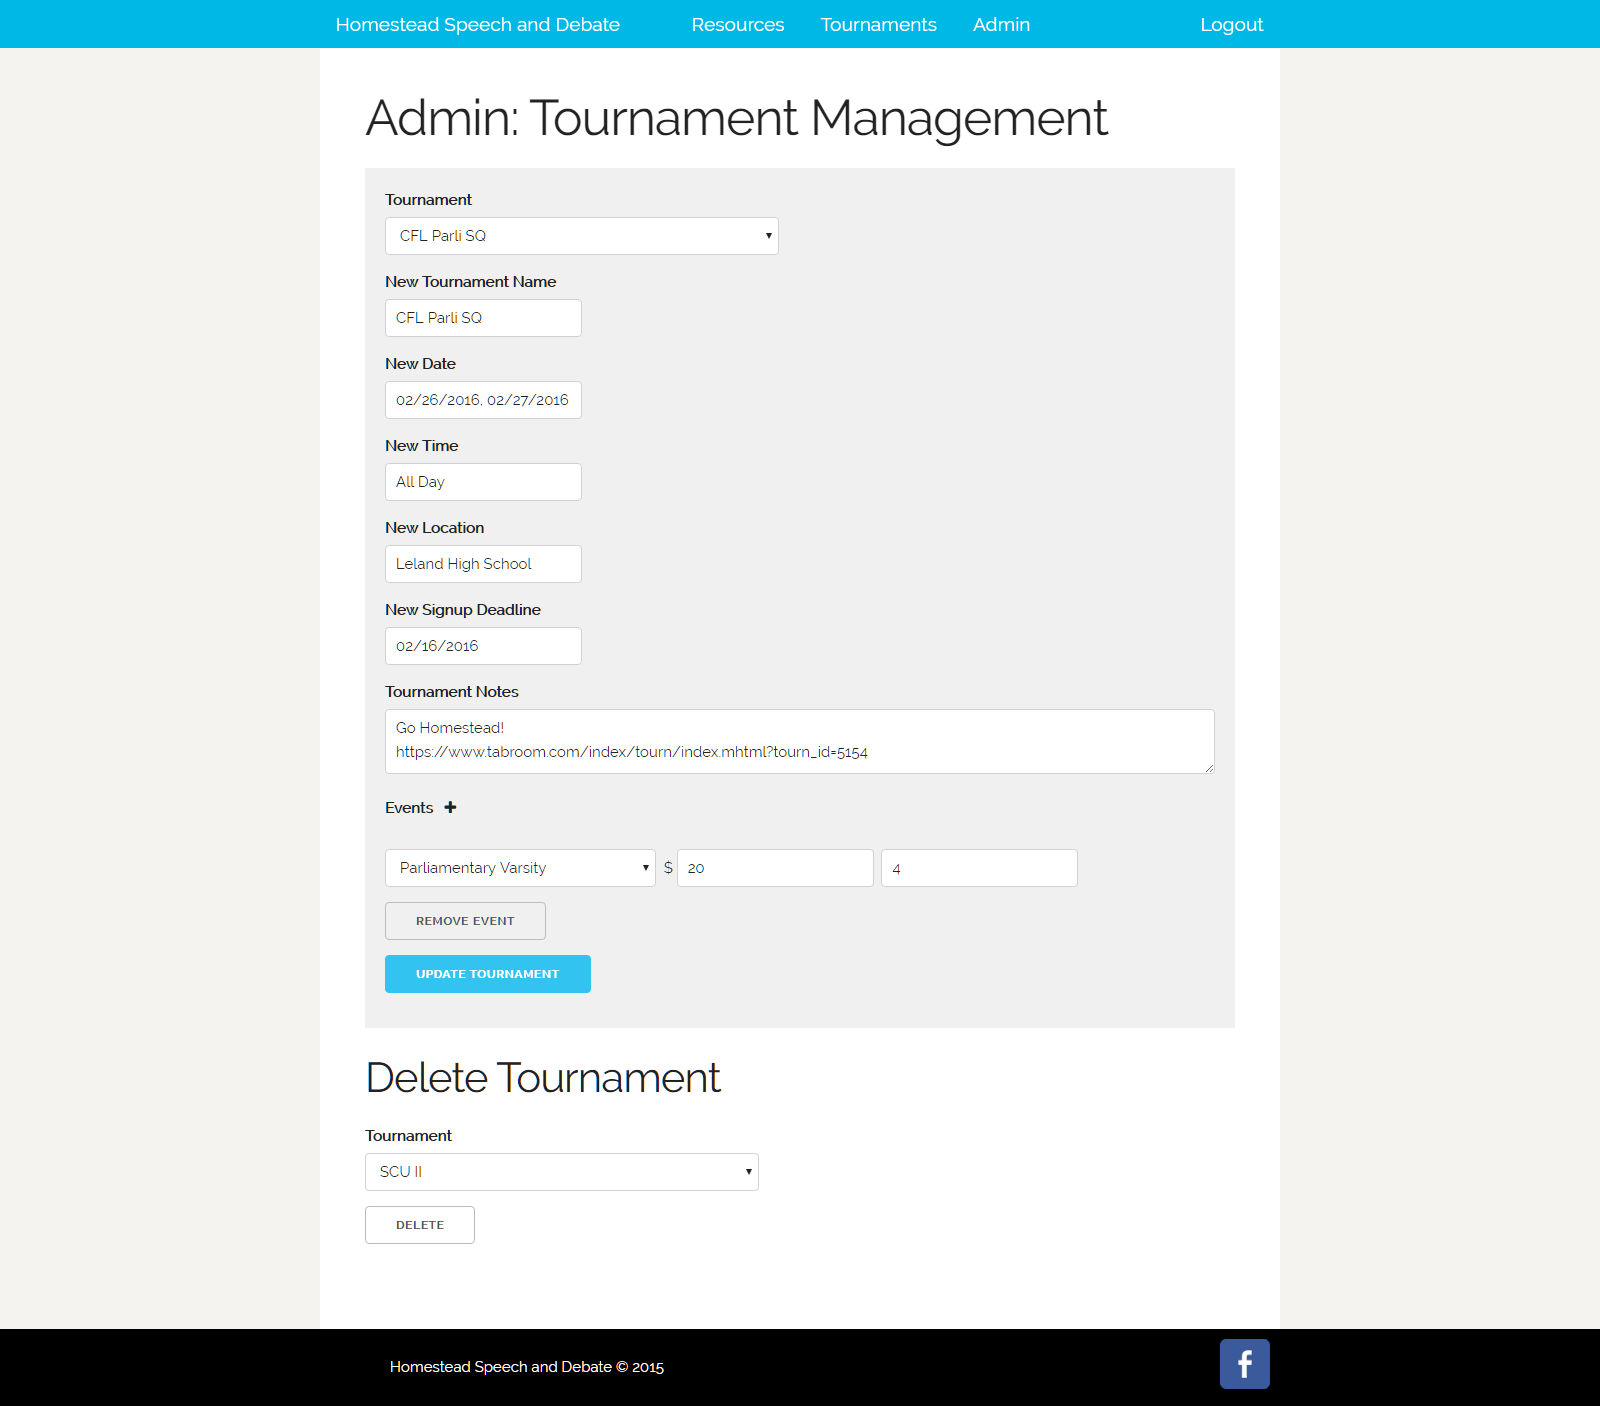 Homestead Speech and Debate Resources Tournaments Admin Logout
Admin: Tournament Management
Tournament
CFL Parli SQ
New Tournament Name
CFL Parli SQ
New Date
02/26/2016, 02/27/2016
New Time
All Day
New Location
Leland High School
New Signup Deadline
02/16/2016
Tournament Notes
Go Homestead!
https://www.tabroom.com/index/tourn/index.mhtml?tourn_id=5154
Events
Parliamentary Varsity $ 20 4
REMOVE EVENT
UPDATE TOURNAMENT
Delete Tournament
Tournament
SCU II
DELETE
Homestead Speech and Debate © 2015